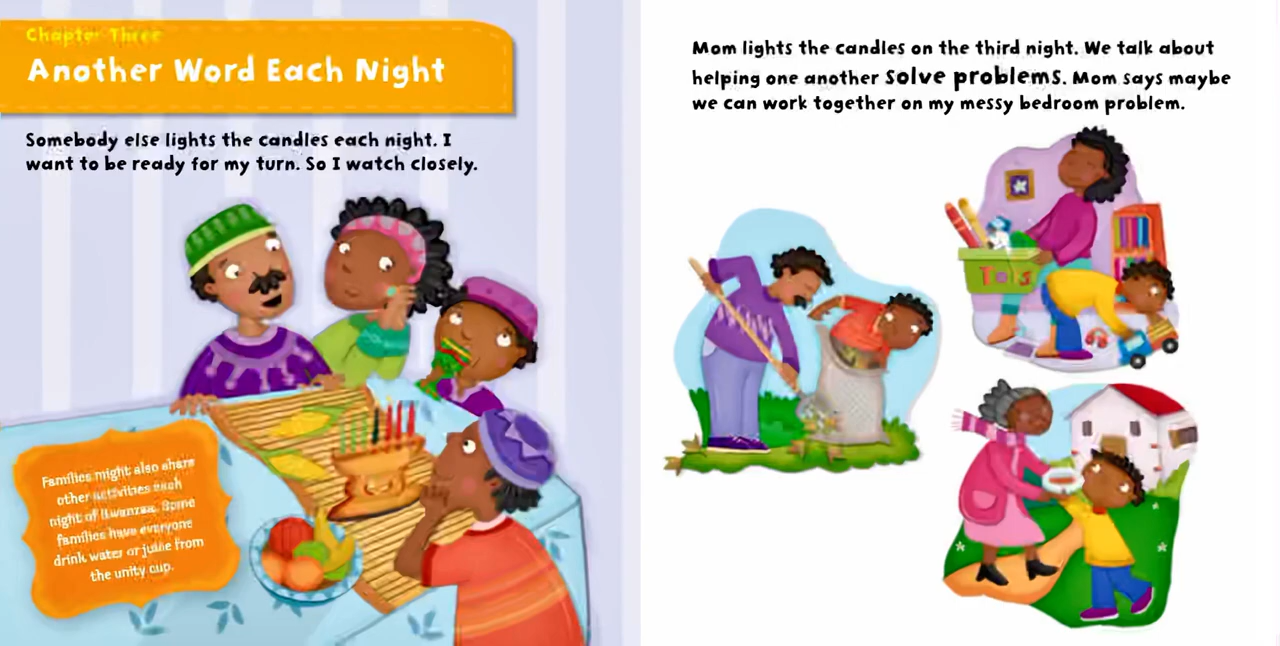 Chapter Three
Another Word Each Night
Somebody else lights the candles each night. I
want to be ready for my turn. So I watch closely.
Families might also share
other activities each
night of Kwanzaa. Some
families have everyone
drink water or juice from
the unity cup.
Mom lights the candles on the third night. We talk about
helping one another solve problems. Mom says maybe
we can work together on my messy bedroom problem.
Toys